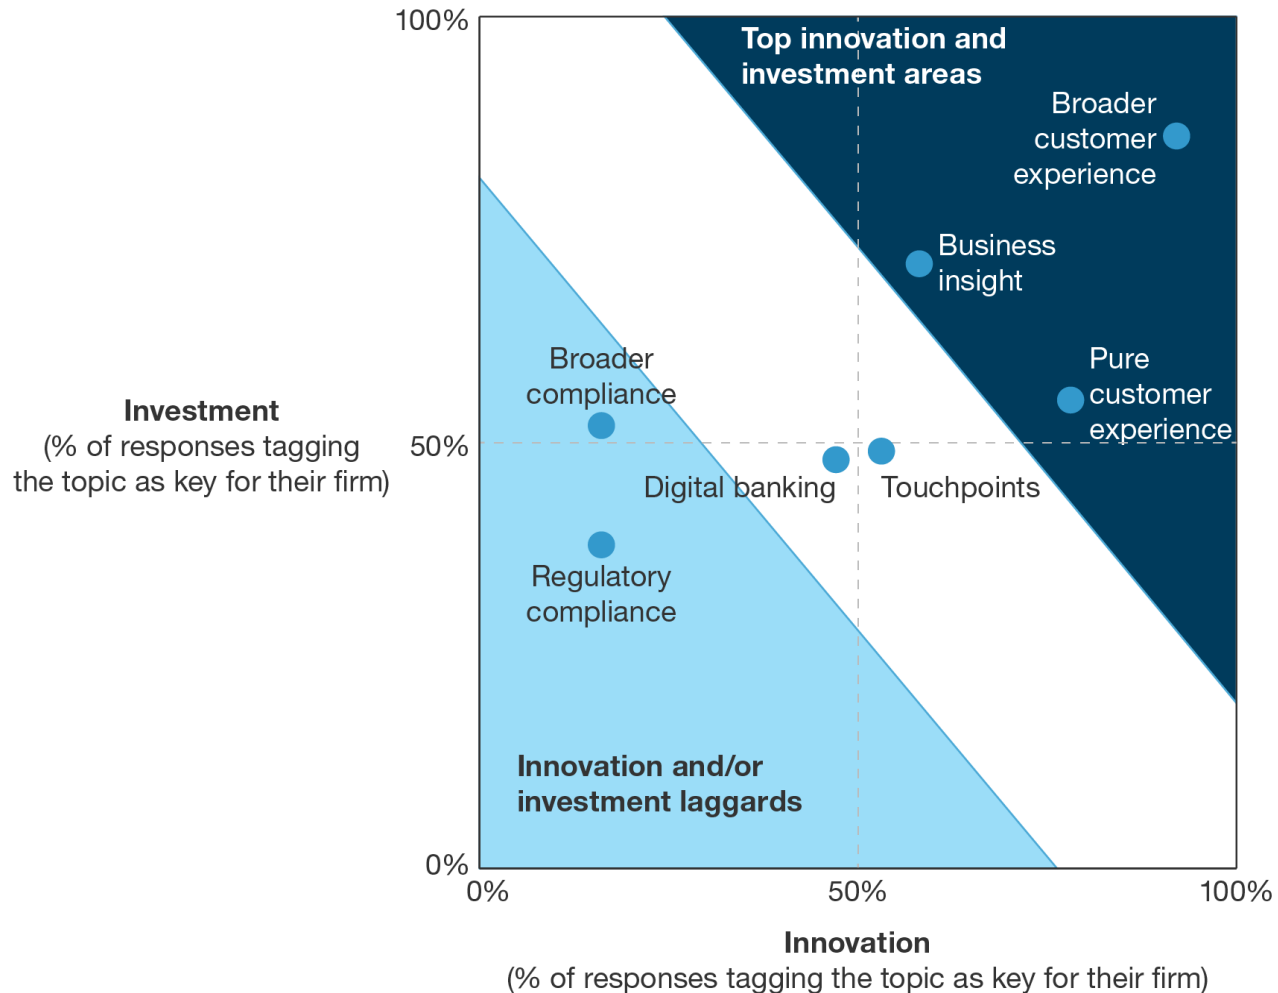 100%
Top innovation and
investment areas
Broader
customer
experience
Business
insight
Pure
customer
experience
Broader
compliance
Investment
(% of responses tagging
the topic as key for their firm)
50%
Digital banking
Touchpoints
Regulatory
compliance
Innovation and/or
investment laggards
0%
0%
50%
100%
Innovation
(% of responses tagging the topic as key for their firm)